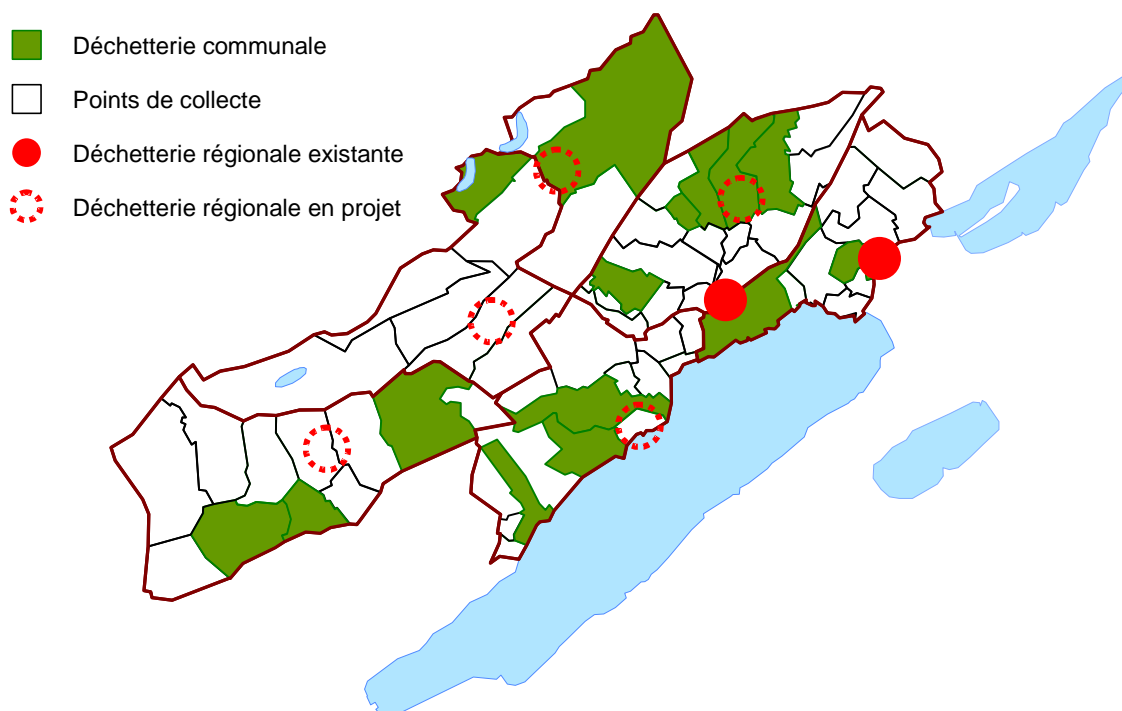 Déchetterie communale
Points de collecte
Déchetterie régionale existante
Déchetterie régionale en projet